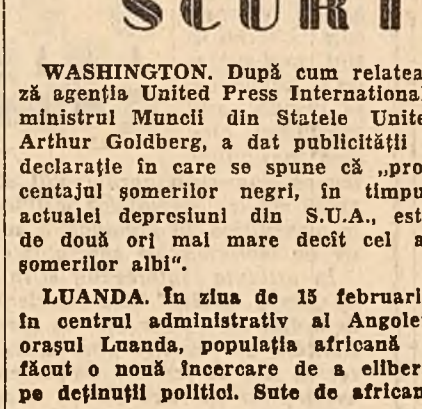 SCURT
WASHINGTON. După cum relatea
ză agenția United Press International
ministrul Muncii din Statele Unite
Arthur Goldberg, a dat publicității
declarație în care se spune că „pro
centajul șomerilor negri, în timpu
actualei depresiuni din S.U.A., est
de două ori mai mare decît cel a
șomerilor albi“.
LUANDA. În ziua de 15 februari
în centrul administrativ al Angole
orașul Luanda, populația africană
făcut o nouă încercare de a eliber
pe deținuții politici. Sute de african